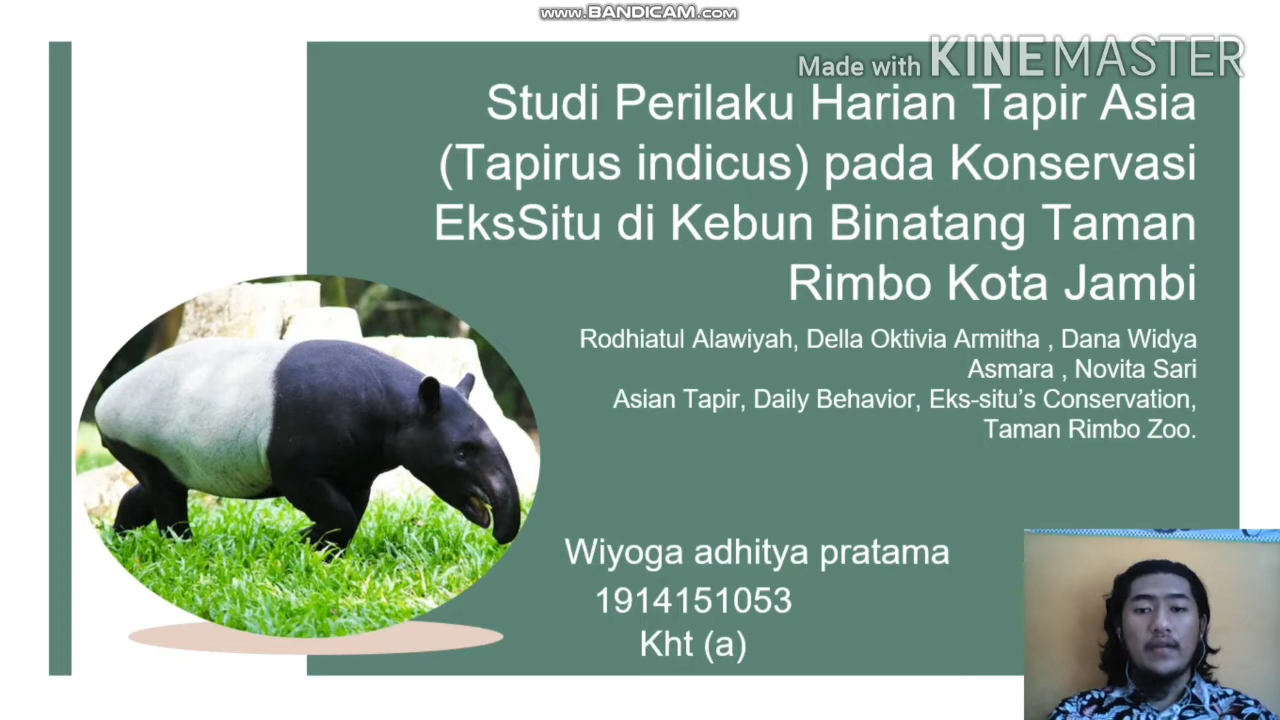 www.BANDICAM.com
Made with KINEMASTER
Studi Perilaku Harian Tapir Asia
(Tapirus indicus) pada Konservasi
EksSitu di Kebun Binatang Taman
Rimbo Kota Jambi
Rodhiatul Alawiyah, Della Oktivia Armitha , Dana Widya
Asmara , Novita Sari
Asian Tapir, Daily Behavior, Eks-situ’s Conservation,
Taman Rimbo Zoo.
Wiyoga adhitya pratama
1914151053
Kht (a)